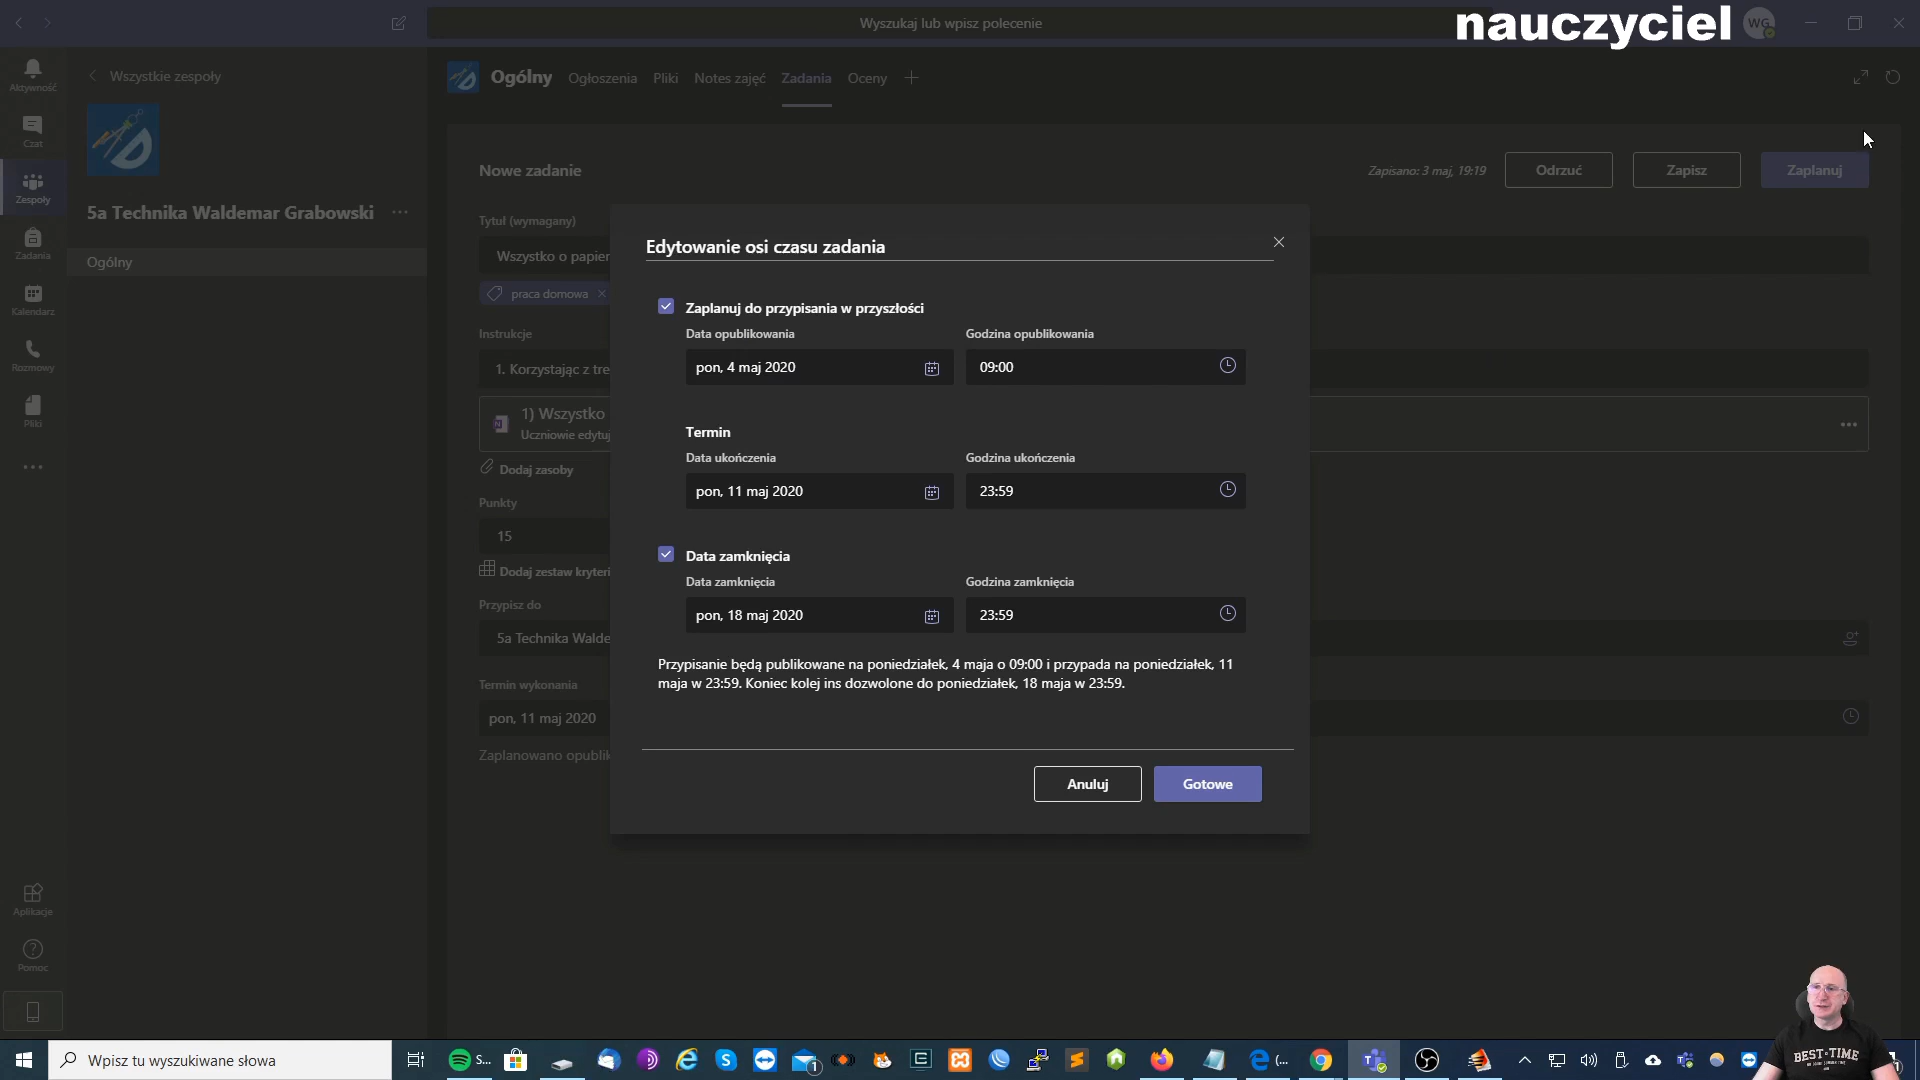 Wyszukaj lub wpisz polecenie
nauczyciel
WG
Aktywność
Czat
Zespoły
Zadania
Kalendarz
Rozmowy
Pliki
Aplikacje
Pomoc
Wszystkie zespoły
5a Technika Waldemar Grabowski
Ogólny
Ogólny Ogłoszenia Pliki Notes zajęć Zadania Oceny
Nowe zadanie
Zapisano: 3 maj, 19:19
Odrzuć
Zapisz
Zaplanuj
Tytuł (wymagany)
Wszystko o papier
praca domowa
Instrukcje
1. Korzystając z tre
1) Wszystko
Uczniowie edytuj
Dodaj zasoby
Punkty
15
Dodaj zestaw kryteri
Przypisz do
5a Technika Walde
Termin wykonania
pon, 11 maj 2020
Zaplanowano opublik
Edytowanie osi czasu zadania
Zaplanuj do przypisania w przyszłości
Data opublikowania Godzina opublikowania
pon, 4 maj 2020 09:00
Termin
Data ukończenia Godzina ukończenia
pon, 11 maj 2020 23:59
Data zamknięcia
Data zamknięcia Godzina zamknięcia
pon, 18 maj 2020 23:59
Przypisanie będą publikowane na poniedziałek, 4 maja o 09:00 i przypada na poniedziałek, 11
maja w 23:59. Koniec kolej ins dozwolone do poniedziałek, 18 maja w 23:59.
Anuluj
Gotowe
BEST-TIME
Wpisz tu wyszukiwane słowa
S...
1
(...
1